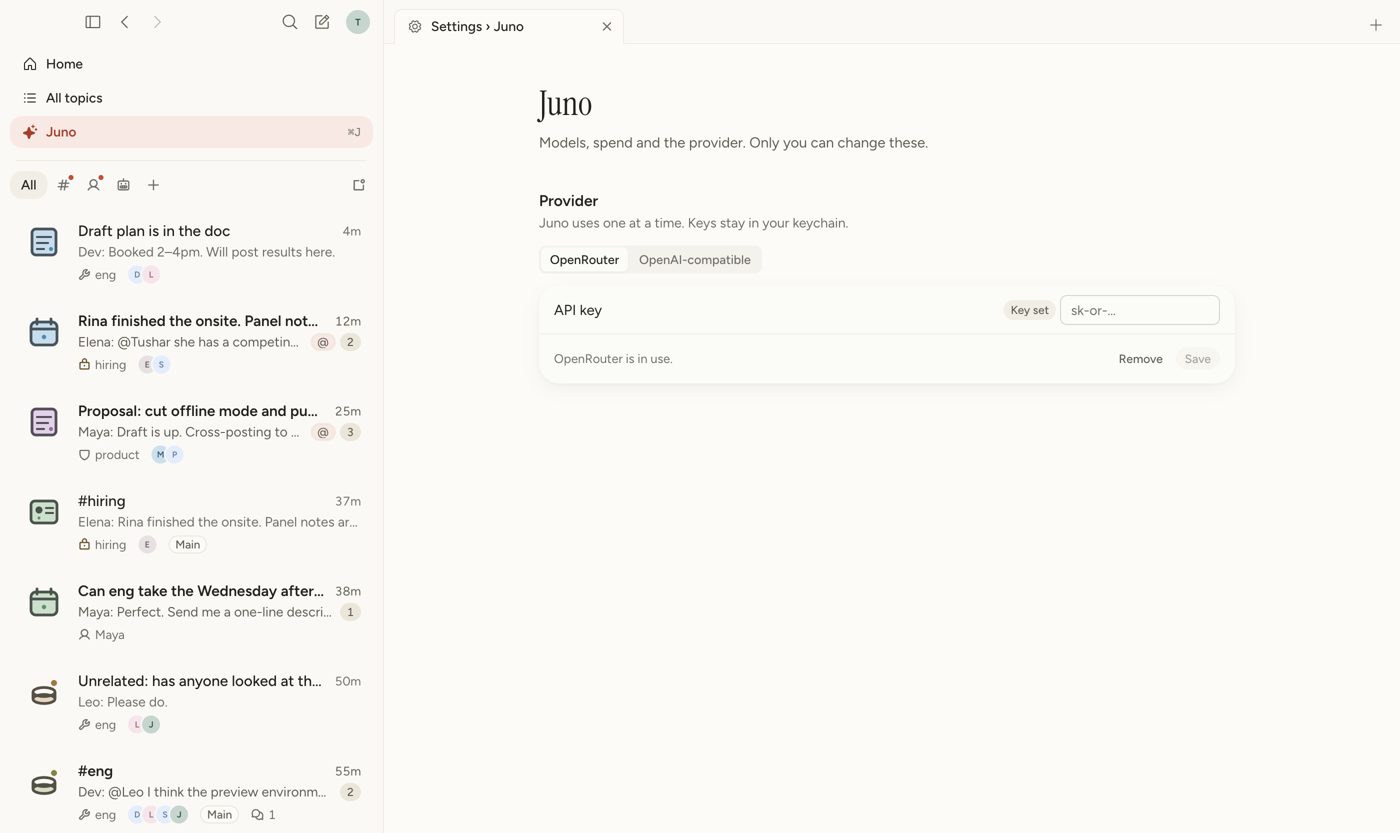 T
Home
All topics
Juno
⌘J
All
Draft plan is in the doc
4m
Dev: Booked 2–4pm. Will post results here.
eng
D L
Rina finished the onsite. Panel not...
12m
Elena: @Tushar she has a competin...
@ 2
hiring
E S
Proposal: cut offline mode and pu...
25m
Maya: Draft is up. Cross-posting to ...
@ 3
product
M P
#hiring
37m
Elena: Rina finished the onsite. Panel notes ar...
hiring
E
Main
Can eng take the Wednesday after...
38m
Maya: Perfect. Send me a one-line descri...
1
Maya
Unrelated: has anyone looked at th...
50m
Leo: Please do.
eng
L J
#eng
55m
Dev: @Leo I think the preview environm...
2
eng
D L S J
Main
1
Settings › Juno
Juno
Models, spend and the provider. Only you can change these.
Provider
Juno uses one at a time. Keys stay in your keychain.
OpenRouter
OpenAI-compatible
API key
Key set
sk-or-...
OpenRouter is in use.
Remove
Save